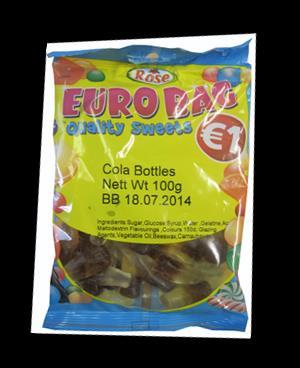 Rose
EURO BAG
Quality Sweets
€1
Cola Bottles
Nett Wt 100g
BB 18.07.2014
Ingredients:Sugar,Glucose Syrup,Water,Gelatine,
Maltodextrin Flavourings ,Colours 150d, Glazing
Agents,Vegetable Oil,Beeswax,